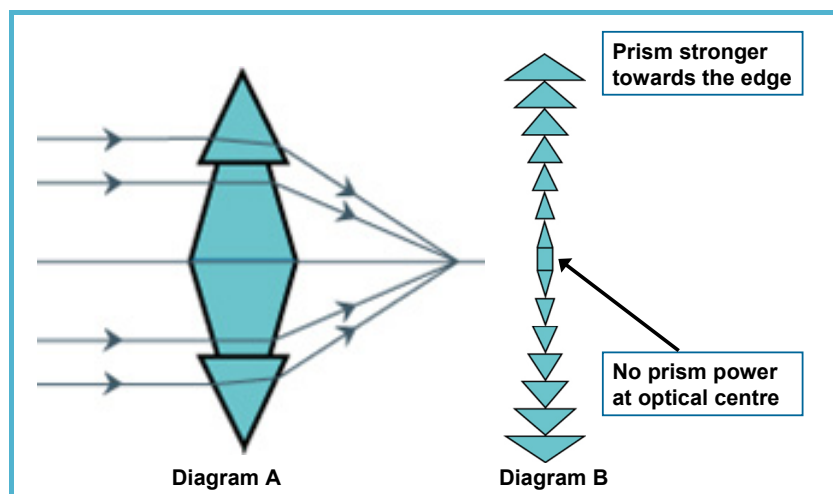 Prism stronger
towards the edge
No prism power
at optical centre
Diagram A
Diagram B